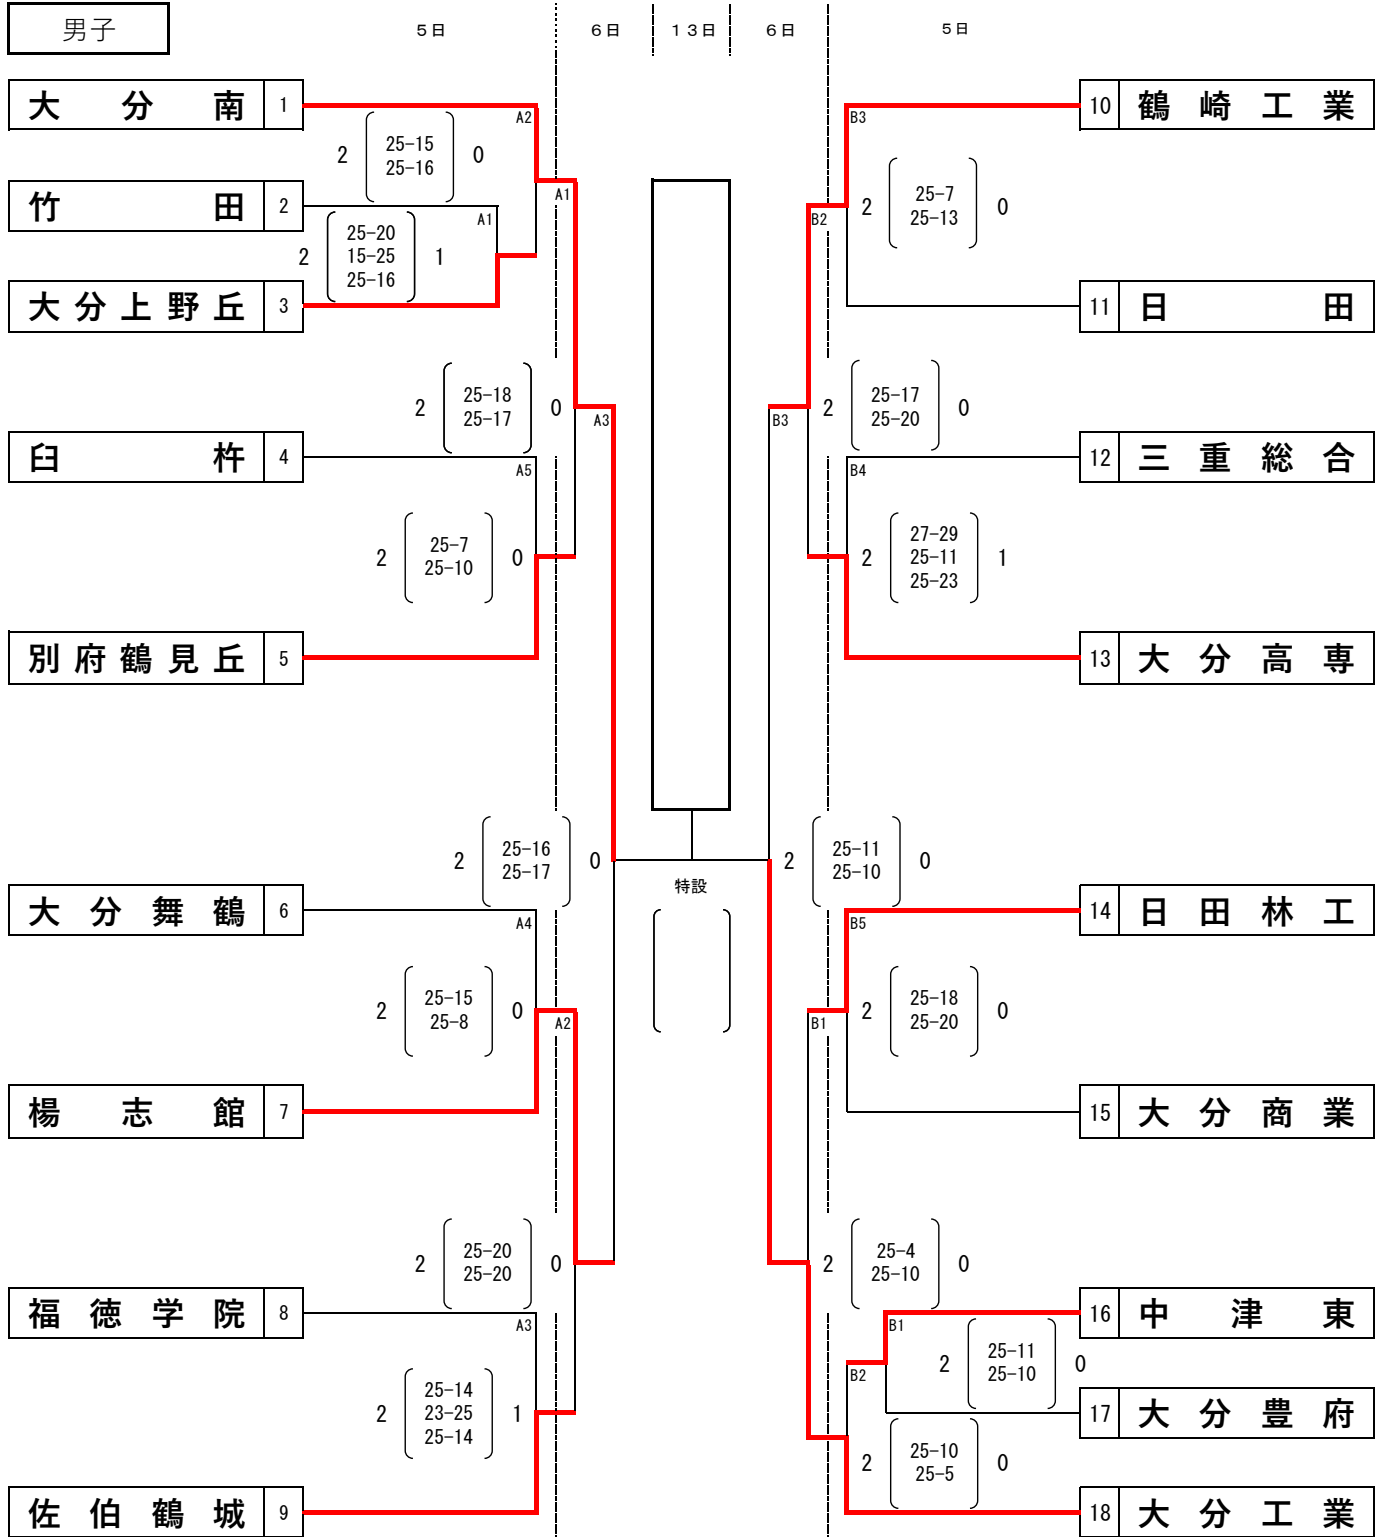 男子
５日 ６日 １３日 ６日 ５日
大分南 1
A2
2 25-15 0
25-16
竹田 2
A1
A1
2 25-20 1
15-25
25-16
大分上野丘 3
2 25-18 0
25-17
A3
臼杵 4
A5
2 25-7 0
25-10
別府鶴見丘 5
2 25-16 0
25-17
大分舞鶴 6
A4
2 25-15 0
25-8
A2
楊志館 7
2 25-20 0
25-20
福徳学院 8
A3
2 25-14 1
23-25
25-14
佐伯鶴城 9
特設
10 鶴崎工業
B3
2 25-7 0
25-13
B2
11 日田
2 25-17 0
25-20
B3
12 三重総合
B4
2 27-29 1
25-11
25-23
13 大分高専
2 25-11 0
25-10
14 日田林工
B5
2 25-18 0
25-20
B1
15 大分商業
2 25-4 0
25-10
16 中津東
B1
2 25-11 0
25-10
B2
17 大分豊府
2 25-10 0
25-5
18 大分工業